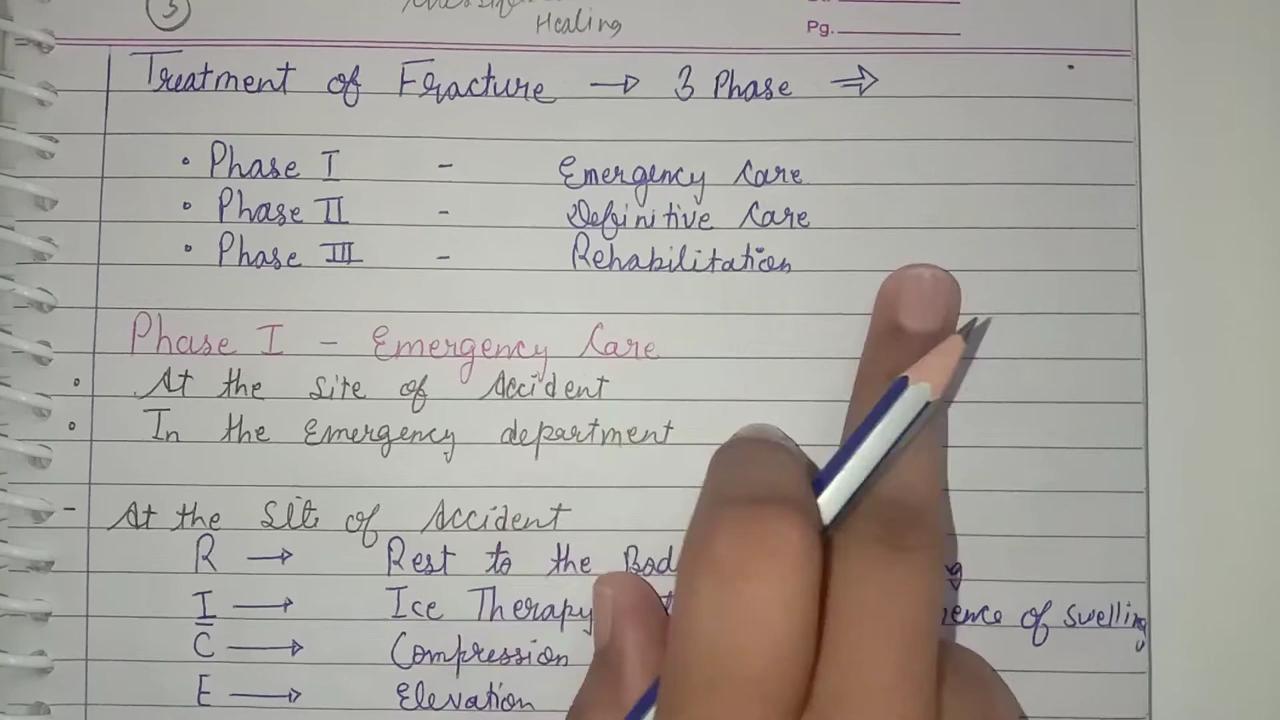 3
Healing
Pg.
Treatment of Fracture → 3 Phase ⇒
• Phase I - Emergency Care
• Phase II - Definitive Care
• Phase III - Rehabilitation
Phase I - Emergency Care
• At the site of Accident
• In the Emergency department
- At the Site of Accident
R → Rest to the Bod
I → Ice Therapy of Swelling
C → Compression
E → Elevation